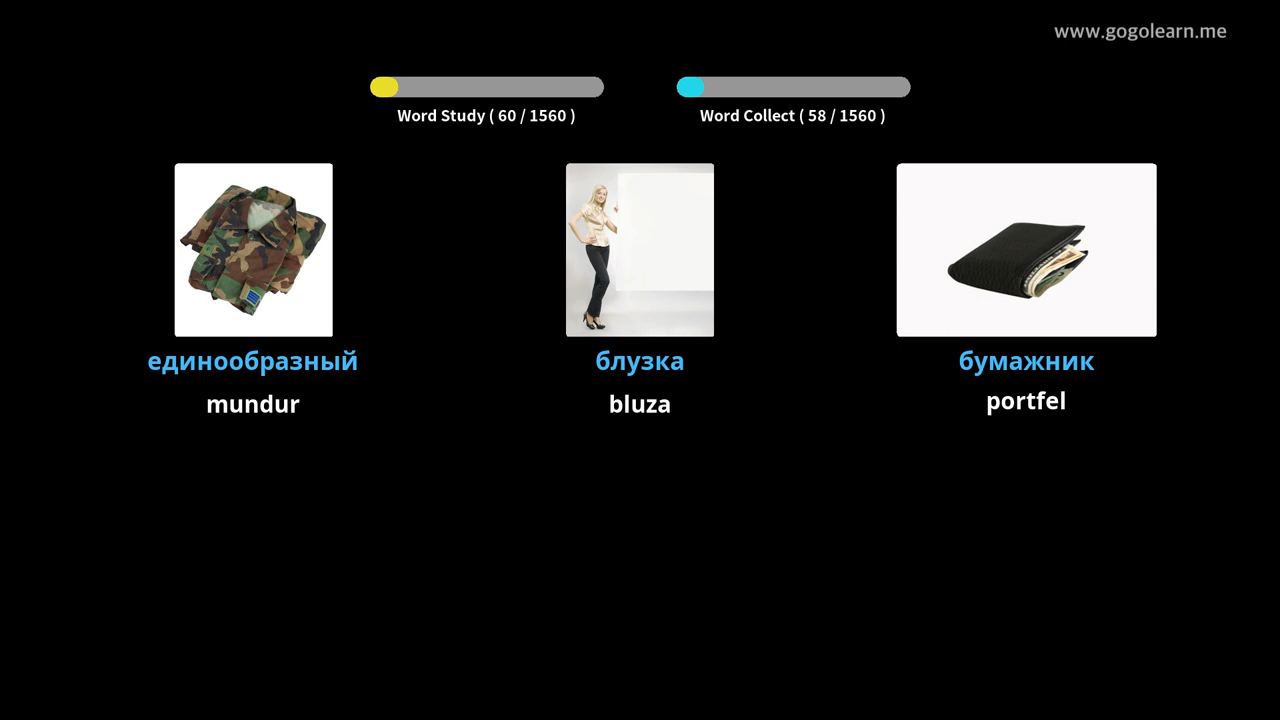 www.gogolearn.me
Word Study ( 60 / 1560 )
Word Collect ( 58 / 1560 )
единообразный
блузка
бумажник
mundur
bluza
portfel